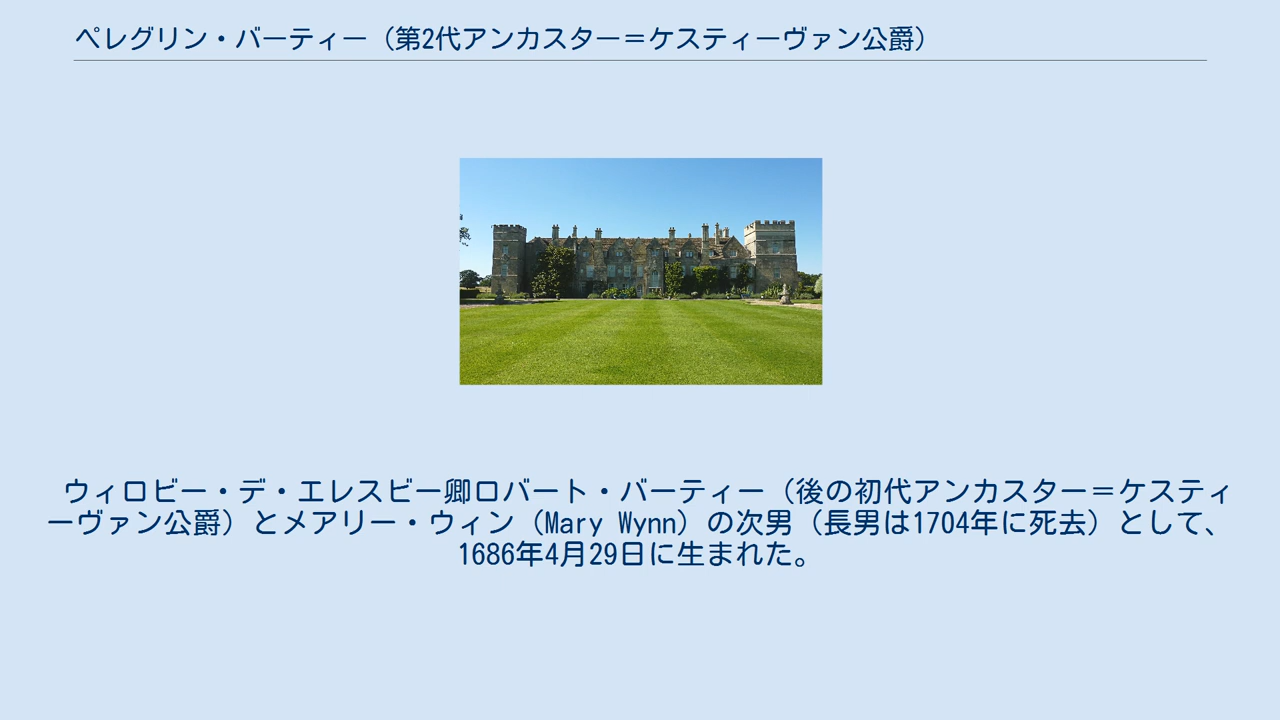 ペレグリン・バーティー（第2代アンカスター＝ケスティーヴァン公爵）
ウィロビー・デ・エレスビー卿ロバート・バーティー（後の初代アンカスター＝ケスティ
ーヴァン公爵）とメアリー・ウィン（Mary Wynn）の次男（長男は1704年に死去）として、
1686年4月29日に生まれた。